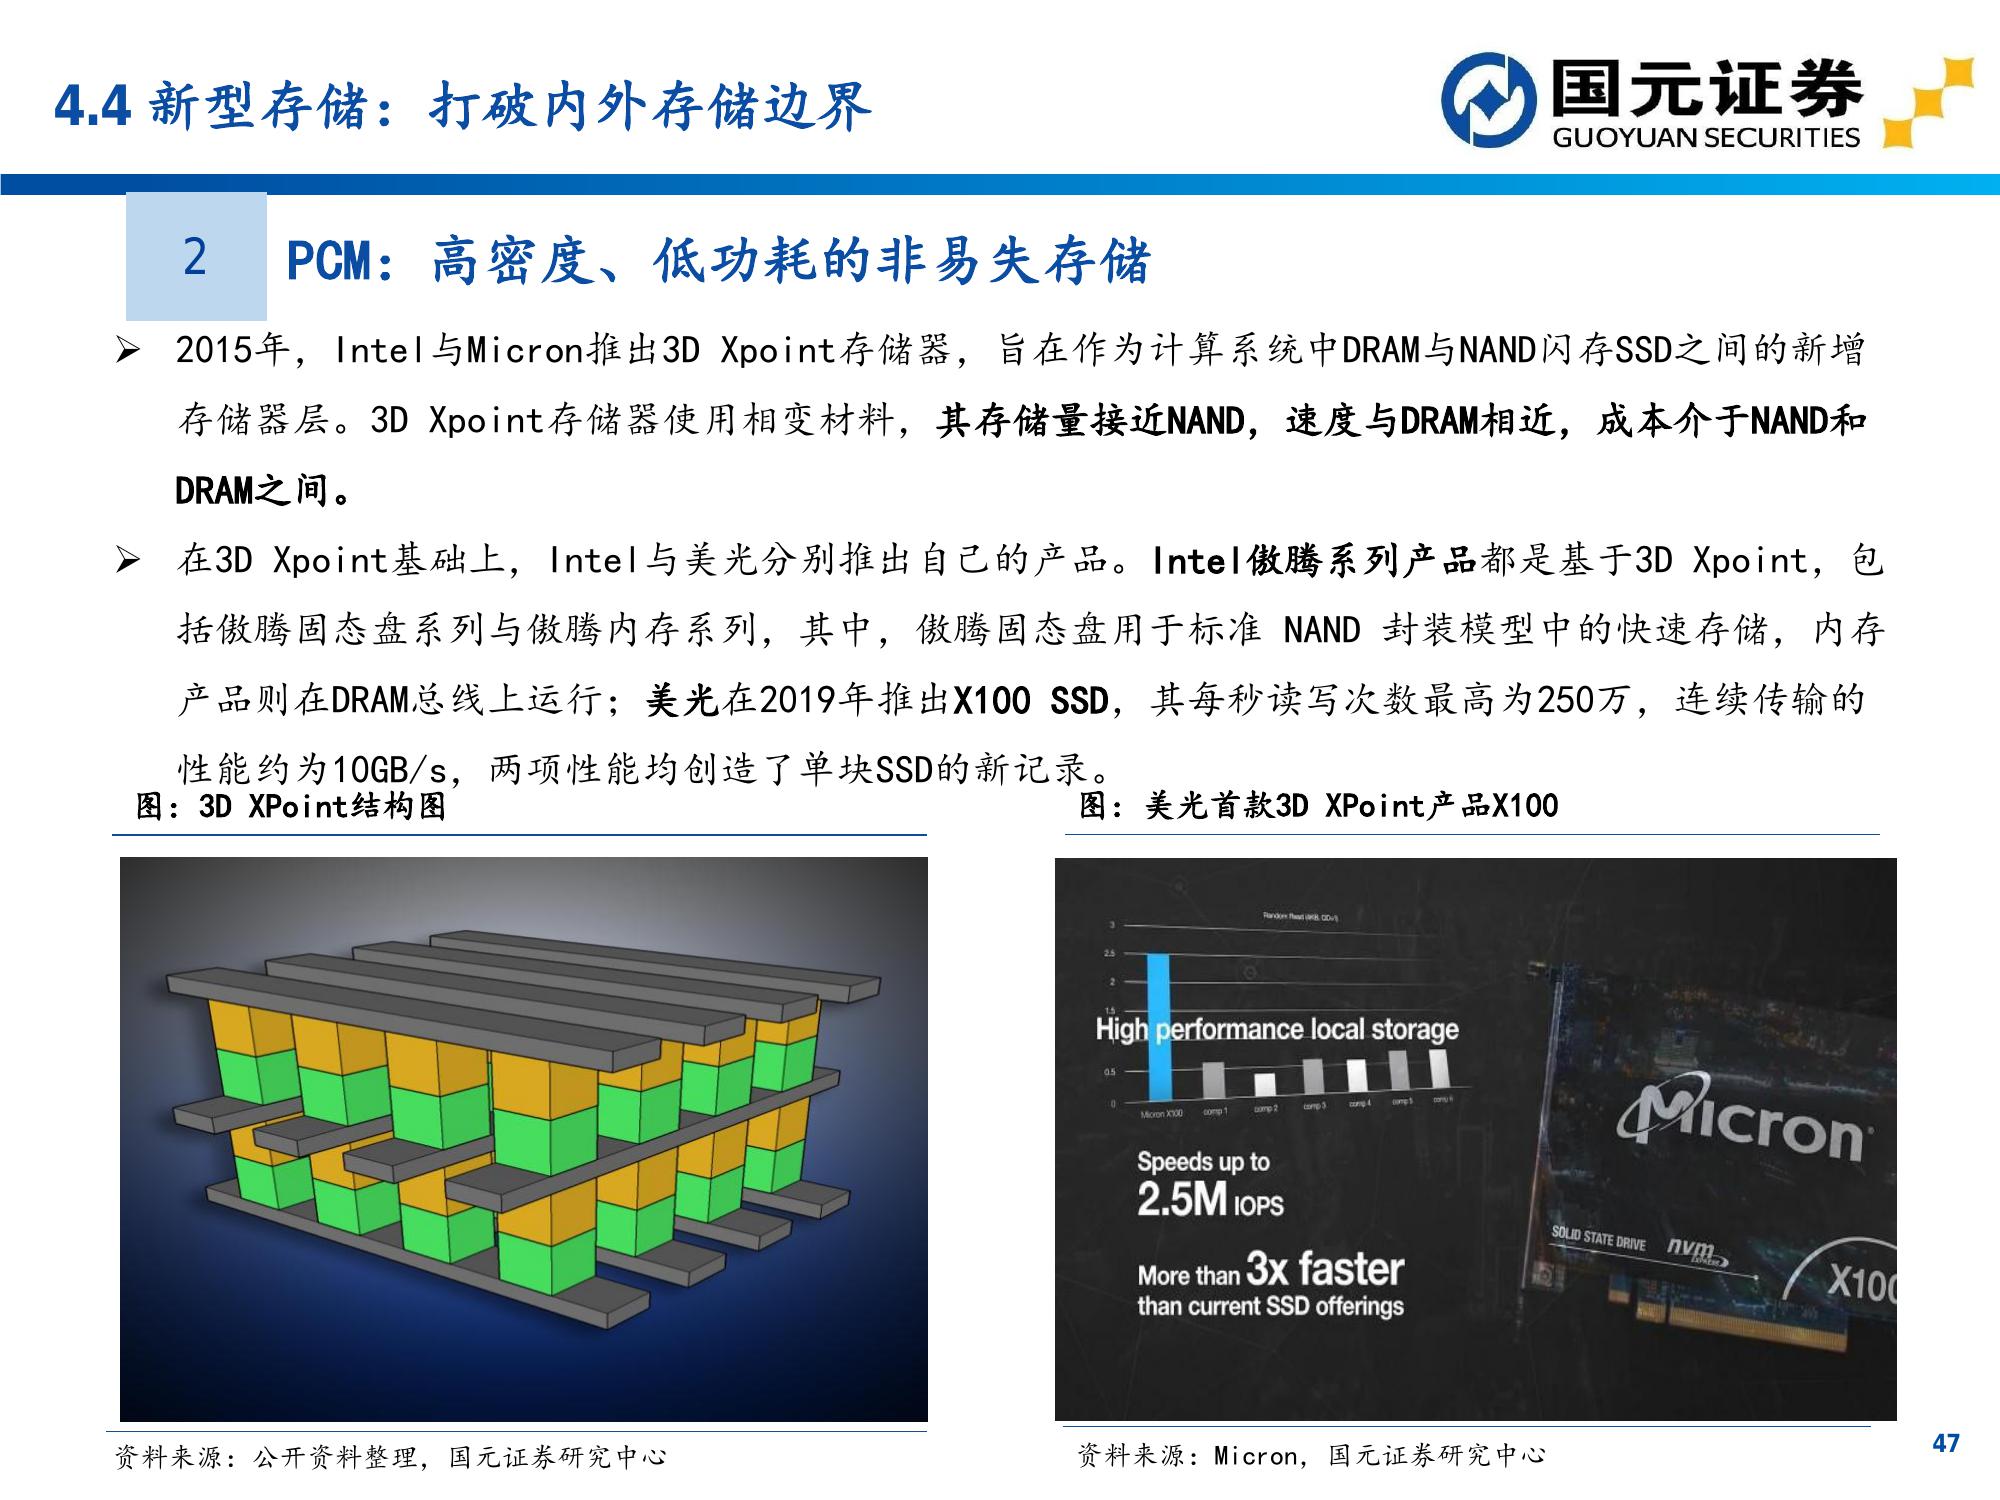 4.4 新型存储：打破内外存储边界
国元证券
GUOYUAN SECURITIES
2
PCM：高密度、低功耗的非易失存储
➢ 2015年，Intel与Micron推出3D Xpoint存储器，旨在作为计算系统中DRAM与NAND闪存SSD之间的新增
存储器层。3D Xpoint存储器使用相变材料，其存储量接近NAND，速度与DRAM相近，成本介于NAND和
DRAM之间。
➢ 在3D Xpoint基础上，Intel与美光分别推出自己的产品。Intel傲腾系列产品都是基于3D Xpoint，包
括傲腾固态盘系列与傲腾内存系列，其中，傲腾固态盘用于标准 NAND 封装模型中的快速存储，内存
产品则在DRAM总线上运行；美光在2019年推出X100 SSD，其每秒读写次数最高为250万，连续传输的
性能约为10GB/s，两项性能均创造了单块SSD的新记录。
图：3D XPoint结构图
图：美光首款3D XPoint产品X100
3
2.5
2
1.5
High performance local storage
0.5
0
Micron X100
comp 1
comp 2
comp 3
comp 4
comp 5
comp 6
Speeds up to
2.5M IOPS
More than 3x faster
than current SSD offerings
Micron
SOLID STATE DRIVE
nvm
EXPRESS
X100
资料来源：公开资料整理，国元证券研究中心
资料来源：Micron，国元证券研究中心
47